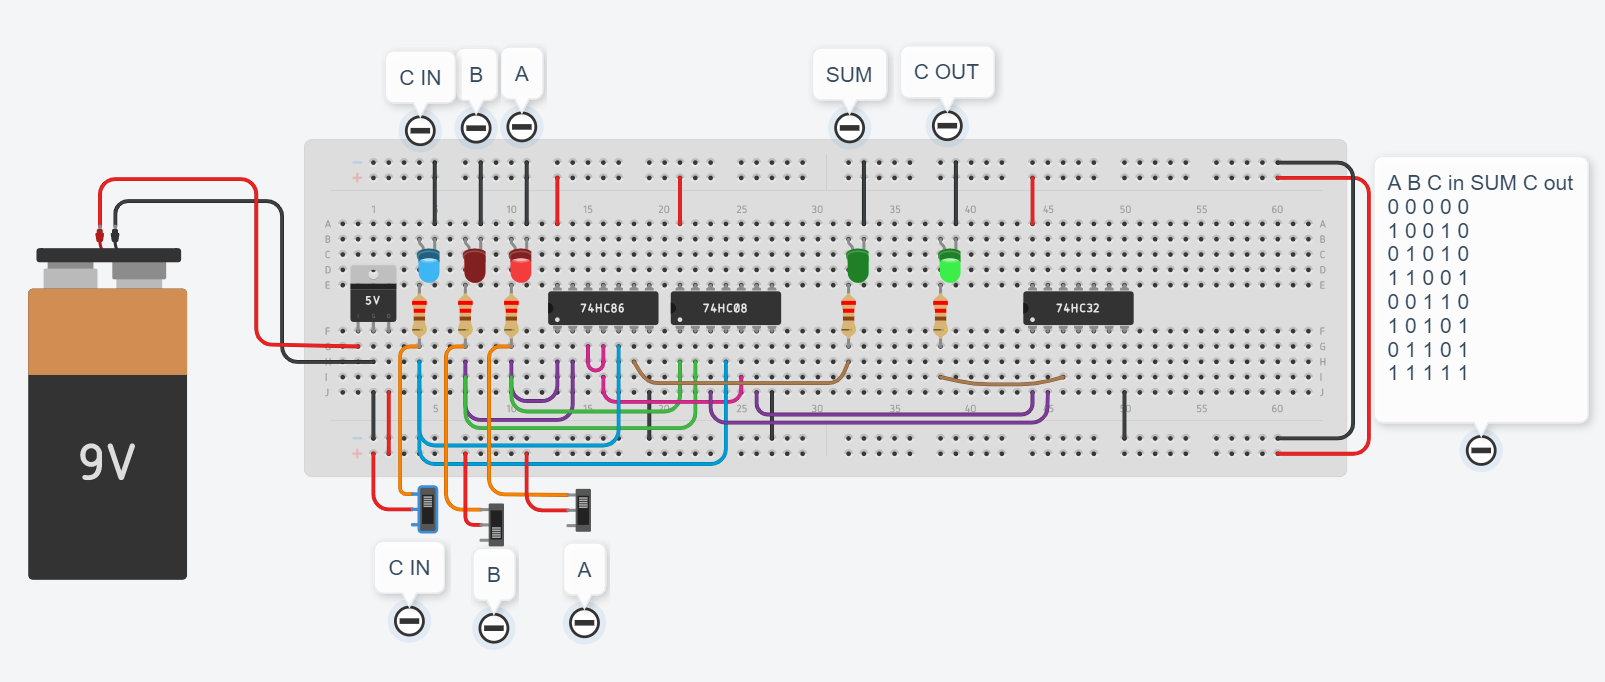 C IN
B
A
SUM
C OUT
A B C in SUM C out
0 0 0 0 0
1 0 0 1 0
0 1 0 1 0
1 1 0 0 1
0 0 1 1 0
1 0 1 0 1
0 1 1 0 1
1 1 1 1 1
1 5 10 15 20 25 30 35 40 45 50 55 60
A A
B B
C C
D D
E E
5V
74HC86
74HC08
74HC32
F F
G G
H H
I I
J J
5 10 15 20 25 30 35 40 45 50 55 60
9V
C IN
B
A